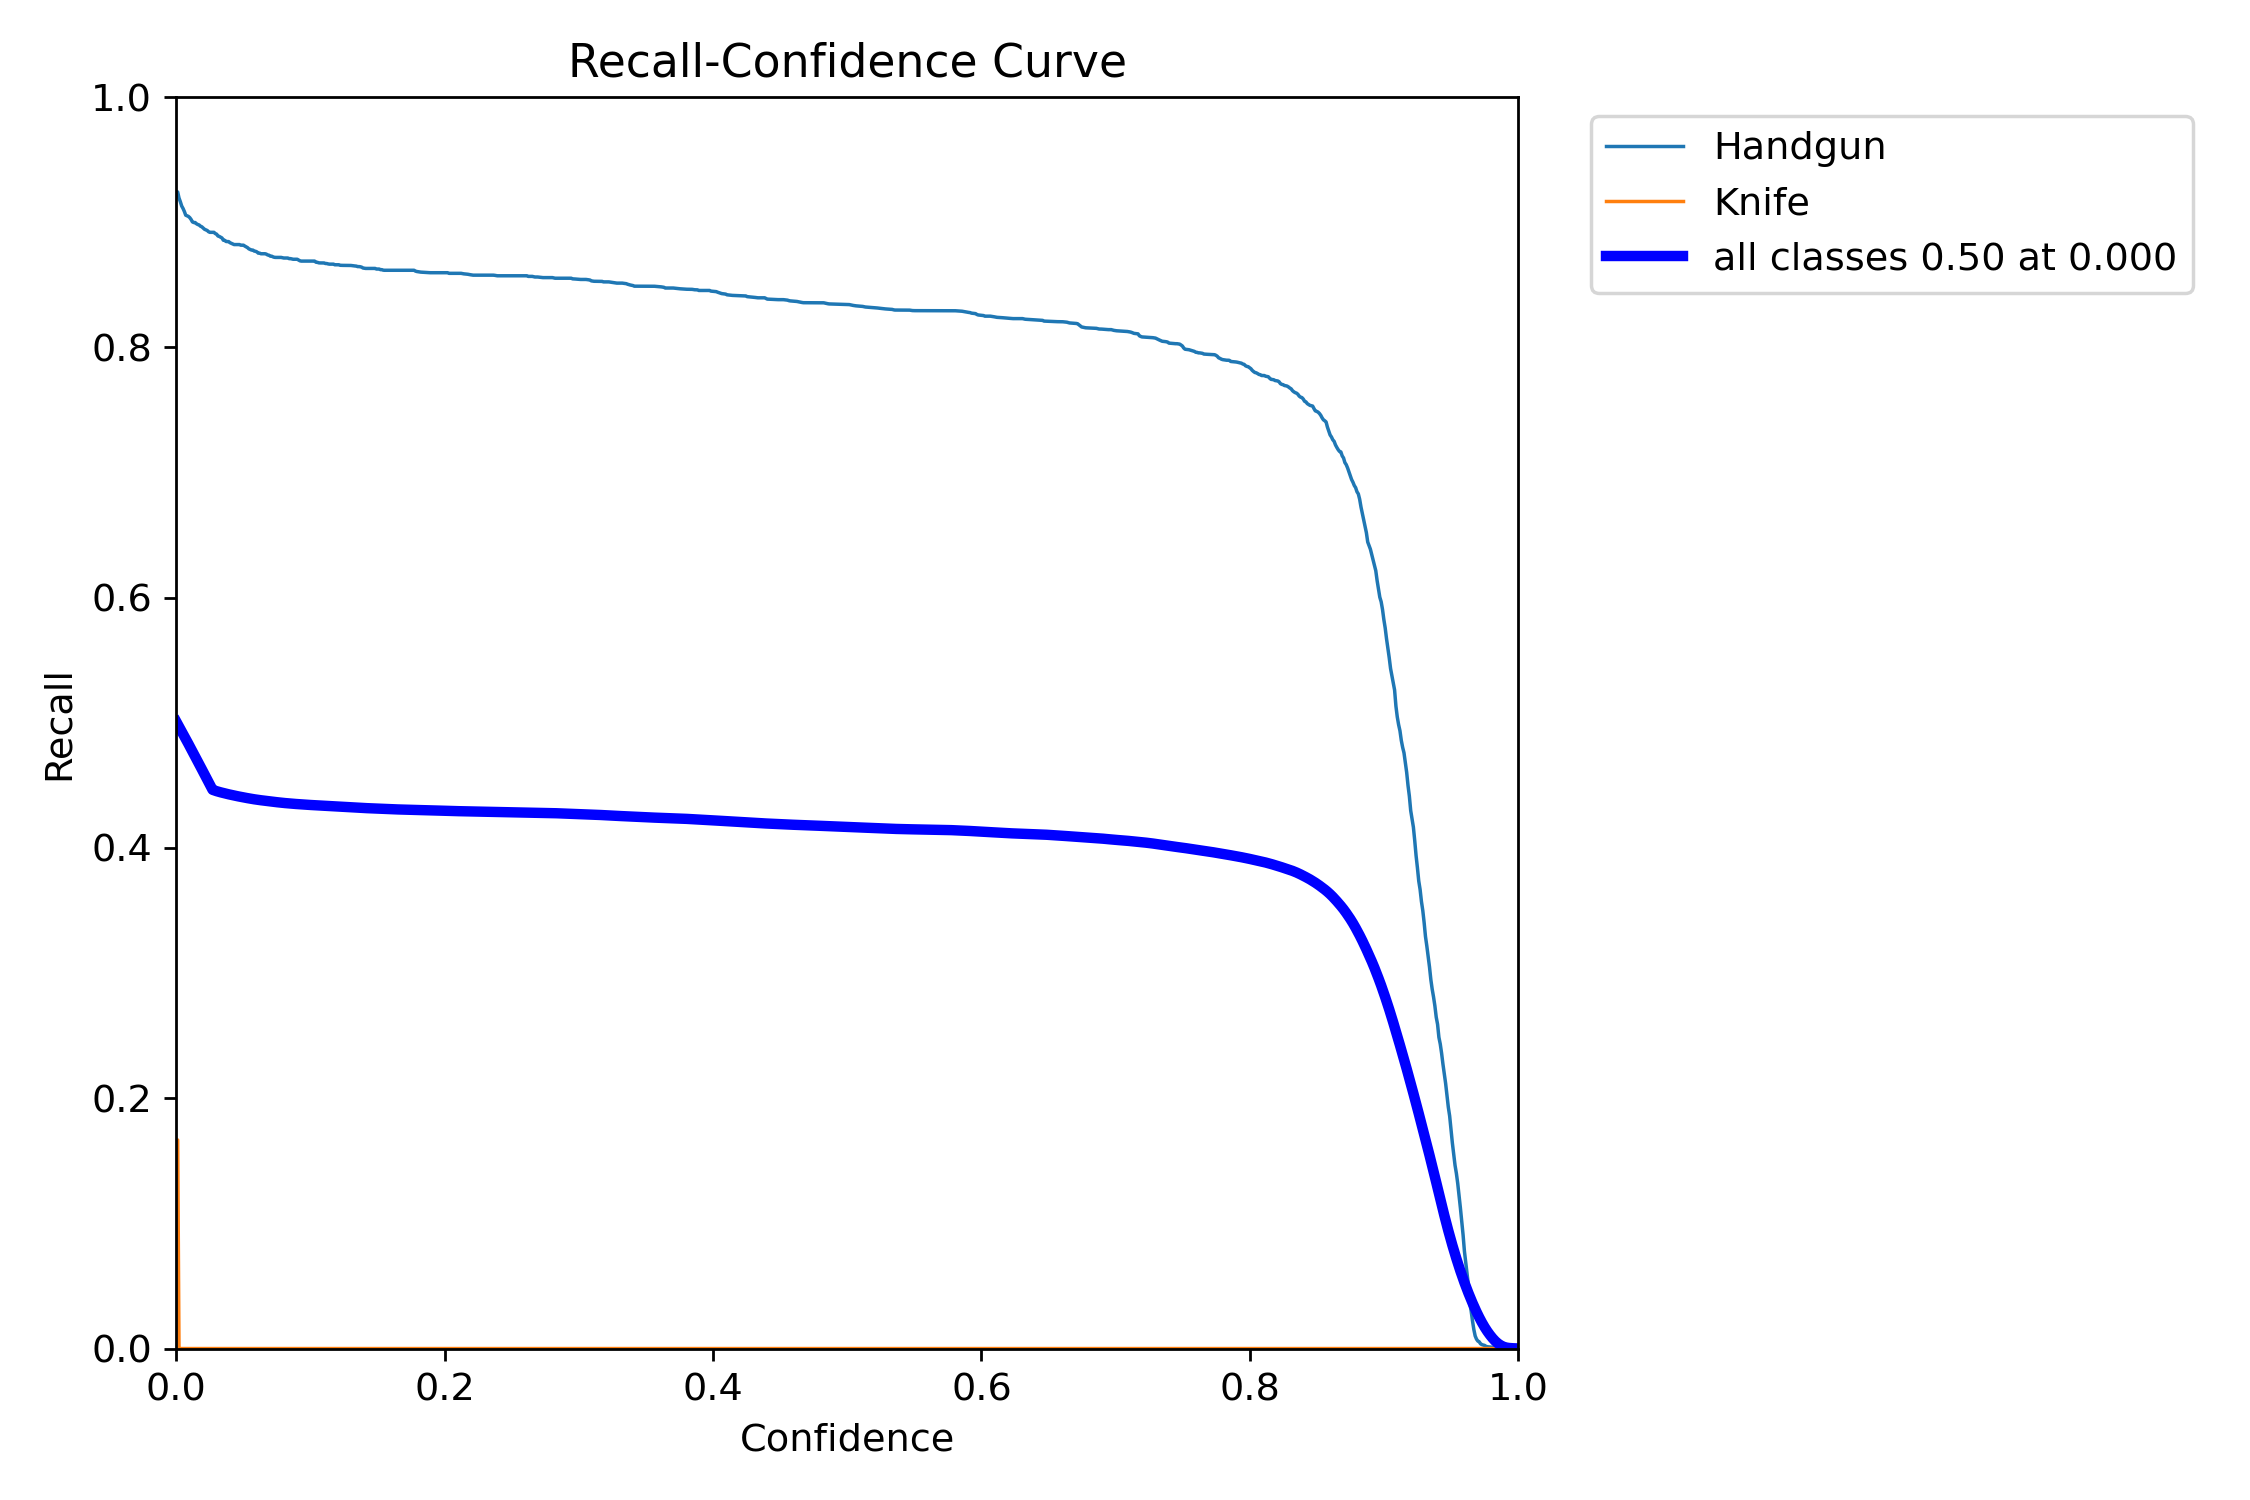 Recall-Confidence Curve
1.0
0.8
0.6
0.4
0.2
0.0
Recall
0.0 0.2 0.4 0.6 0.8 1.0
Confidence
Handgun
Knife
all classes 0.50 at 0.000